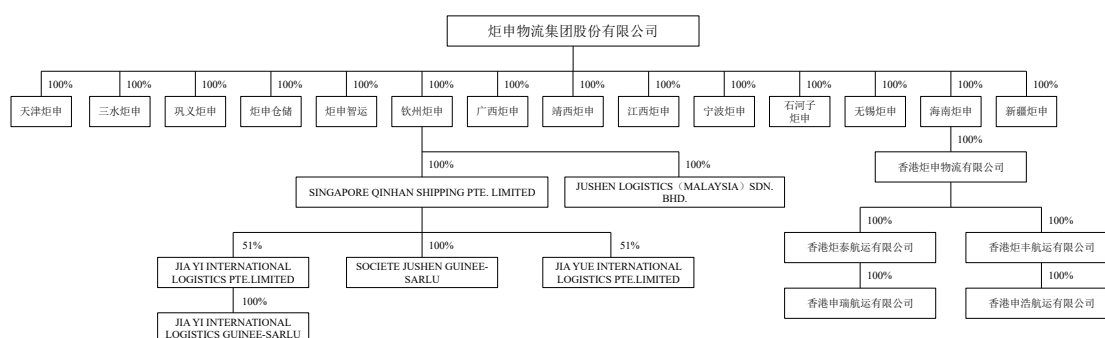 炬申物流集团股份有限公司
100% 100% 100% 100% 100% 100% 100% 100% 100% 100% 100% 100% 100% 100%
天津炬申 三水炬申 巩义炬申 炬申仓储 炬申智运 钦州炬申 广西炬申 靖西炬申 江西炬申 宁波炬申 石河子 无锡炬申 海南炬申 新疆炬申
炬申
100% 100% 100%
SINGAPORE QINHAN SHIPPING PTE. LIMITED
JUSHEN LOGISTICS（MALAYSIA）SDN.
BHD.
香港炬申物流有限公司
51% 100% 51% 100% 100%
JIA YI INTERNATIONAL
LOGISTICS PTE.LIMITED
SOCIETE JUSHEN GUINEE-
SARLU
JIA YUE INTERNATIONAL
LOGISTICS PTE.LIMITED
香港炬泰航运有限公司
香港炬丰航运有限公司
100% 100% 100%
JIA YI INTERNATIONAL
LOGISTICS GUINEE-SARLU
香港申瑞航运有限公司
香港申浩航运有限公司